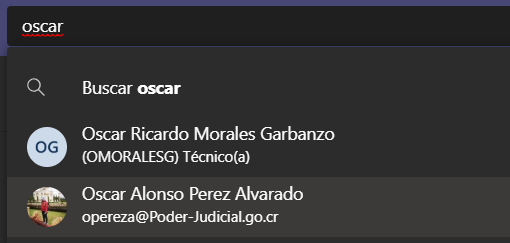 oscar
Buscar oscar
OG
Oscar Ricardo Morales Garbanzo
(OMORALESG) Técnico(a)
Oscar Alonso Perez Alvarado
opereza@Poder-Judicial.go.cr